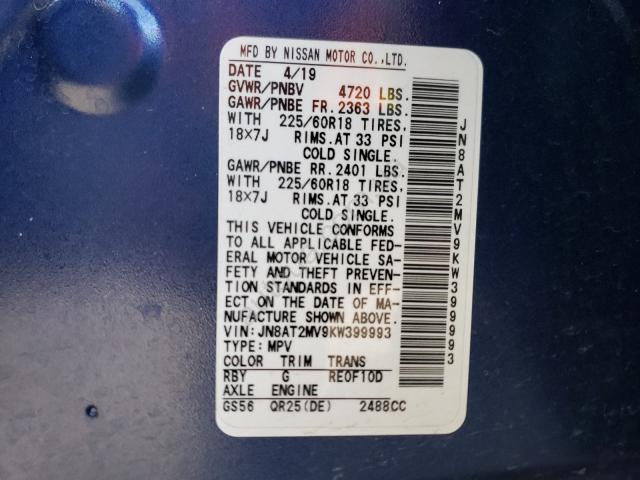 MFD BY NISSAN MOTOR CO.,LTD.
DATE 4/19
GVWR/PNBV 4720 LBS.
GAWR/PNBE FR. 2363 LBS.
WITH 225/60R18 TIRES,
18X7J RIMS.AT 33 PSI
COLD SINGLE.
GAWR/PNBE RR. 2401 LBS.
WITH 225/60R18 TIRES,
18X7J RIMS.AT 33 PSI
COLD SINGLE.
THIS VEHICLE CONFORMS
TO ALL APPLICABLE FED-
ERAL MOTOR VEHICLE SA-
FETY AND THEFT PREVEN-
TION STANDARDS IN EFF-
ECT ON THE DATE OF MA-
NUFACTURE SHOWN ABOVE.
VIN:JN8AT2MV9KW399993
TYPE:MPV
COLOR TRIM TRANS
RBY G RE0F10D
AXLE ENGINE
GS56 QR25(DE) 2488CC
JN8AT2MV9KW399993